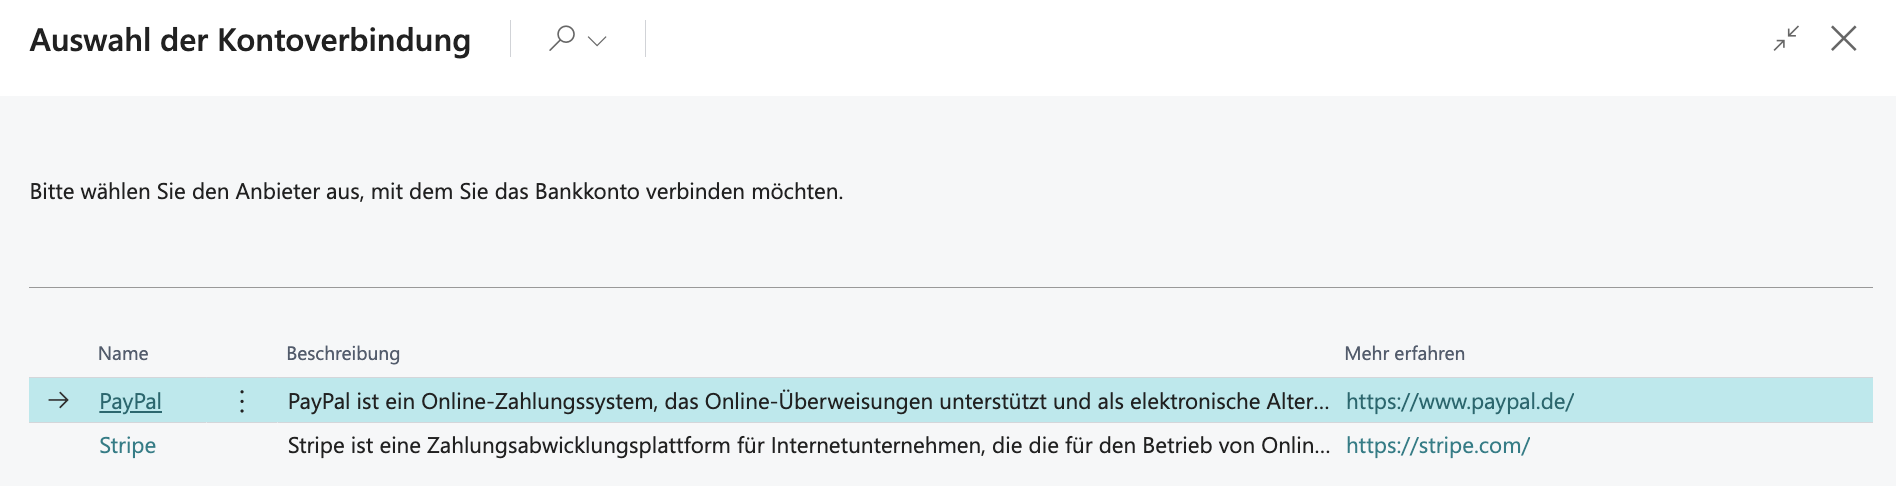 Auswahl der Kontoverbindung
Bitte wählen Sie den Anbieter aus, mit dem Sie das Bankkonto verbinden möchten.
Name Beschreibung Mehr erfahren
PayPal PayPal ist ein Online-Zahlungssystem, das Online-Überweisungen unterstützt und als elektronische Alter... https://www.paypal.de/
Stripe Stripe ist eine Zahlungsabwicklungsplattform für Internetunternehmen, die die für den Betrieb von Onlin... https://stripe.com/